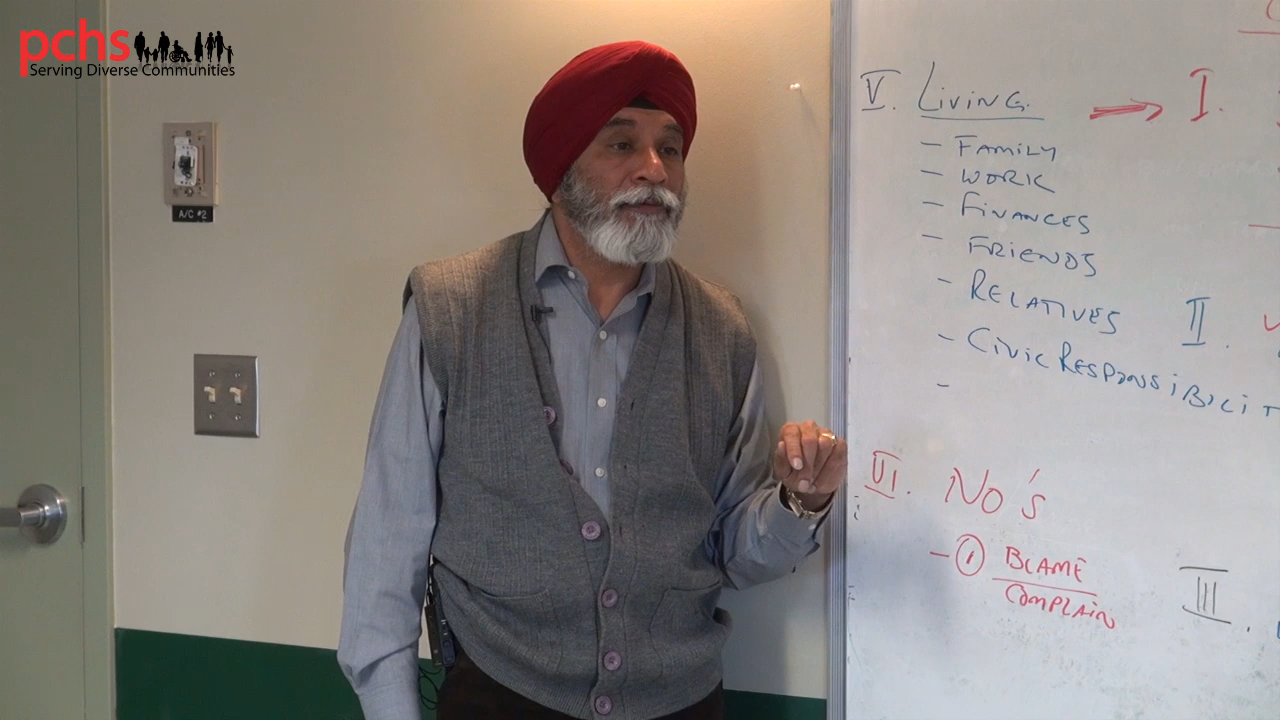 pchs
Serving Diverse Communities
A/C #2
V. Living.
→ I.
- FAMILY
- WORK
- FINANCES
- FRIENDS
- RELATIVES
II.
- CIVIC RESPONSIBILIT
-
VI. NO'S
- ① BLAME
COMPLAIN
III.